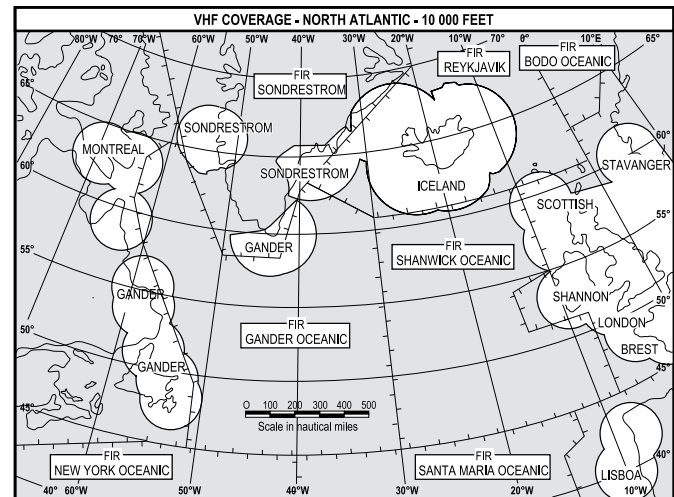 VHF COVERAGE - NORTH ATLANTIC - 10 000 FEET
80°W 70°W 60°W 50°W 40°W 30°W 20°W 10°W 0° 10°E 65°
FIR
SONDRESTROM
FIR
REYKJAVIK
FIR
BODO OCEANIC
65°
60°
55°
50°
45°
60°
55°
50°
45°
40°
MONTREAL
SONDRESTROM
SONDRESTROM
ICELAND
STAVANGER
SCOTTISH
GANDER
FIR
SHANWICK OCEANIC
GANDER
SHANNON
LONDON
BREST
FIR
GANDER OCEANIC
GANDER
0 100 200 300 400 500
Scale in nautical miles
FIR
NEW YORK OCEANIC
FIR
SANTA MARIA OCEANIC
LISBOA
40° 60°W 50°W 40°W 30°W 20°W 10°W